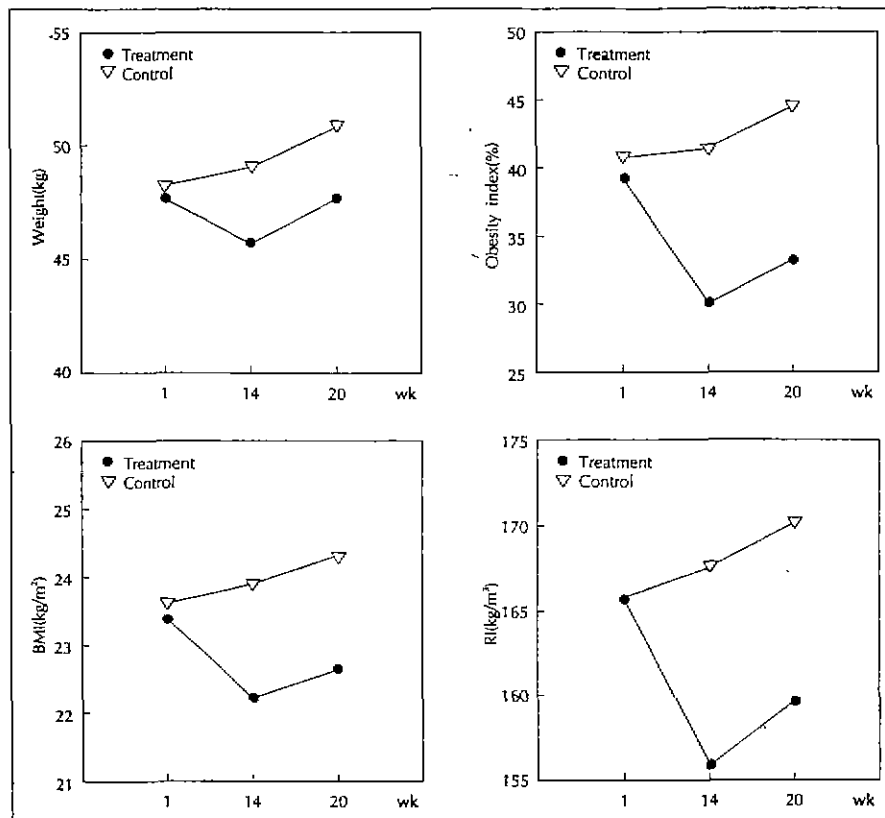 Treatment
Control
Weight(kg)
55
50
45
40
1 14 20 wk
Treatment
Control
Obesity index(%)
50
45
40
35
30
25
1 14 20 wk
Treatment
Control
BMI(kg/m²)
26
25
24
23
22
21
1 14 20 wk
Treatment
Control
RI(kg/m³)
175
170
165
160
155
1 14 20 wk